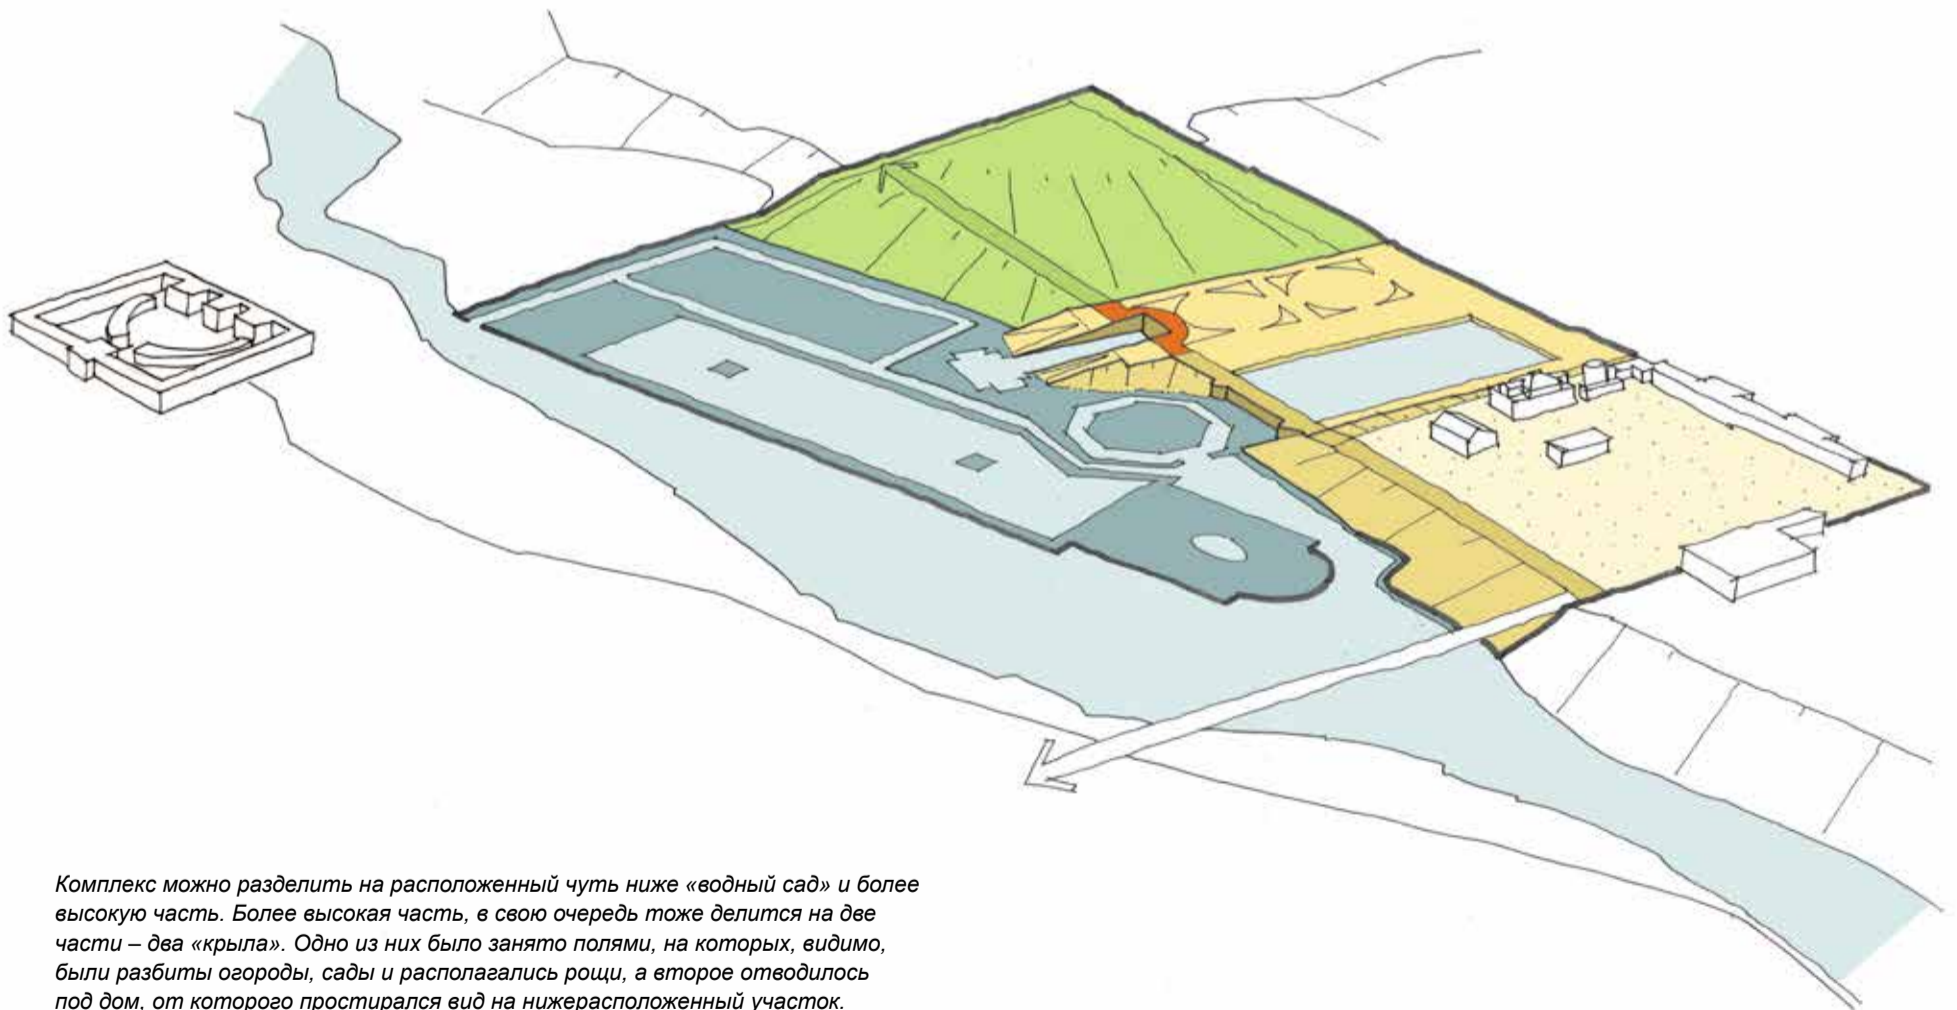 Комплекс можно разделить на расположенный чуть ниже «водный сад» и более
высокую часть. Более высокая часть, в свою очередь тоже делится на две
части – два «крыла». Одно из них было занято полями, на которых, видимо,
были разбиты огороды, сады и располагались рощи, а второе отводилось
под дом, от которого простирался вид на нижерасположенный участок.